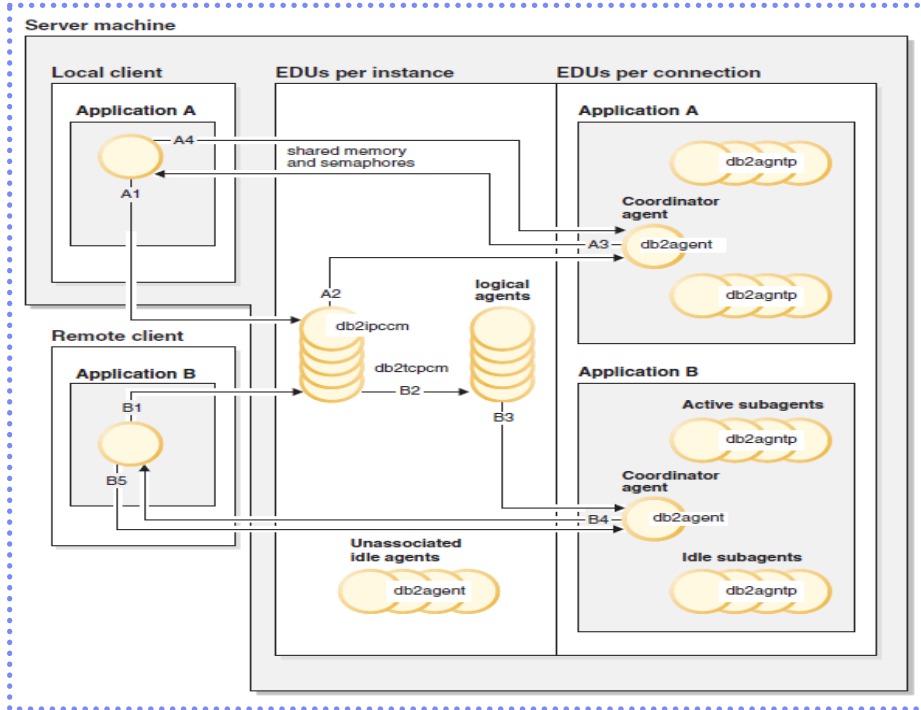 Server machine
Local client
EDUs per instance
EDUs per connection
Application A
Application A
A4
shared memory
and semaphores
db2agntp
A1
Coordinator
agent
A3
db2agent
A2
logical
agents
db2agntp
db2ipccm
Remote client
db2tcpcm
Application B
Application B
B1
B2
B3
Active subagents
db2agntp
B5
Coordinator
agent
B4
db2agent
Unassociated
idle agents
Idle subagents
db2agent
db2agntp